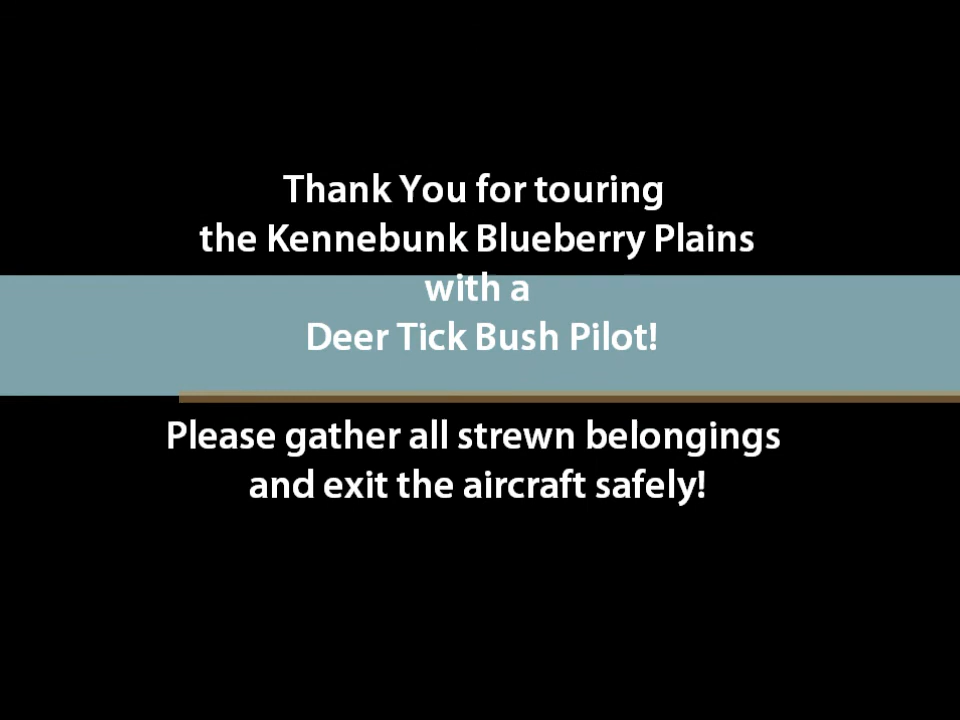 Thank You for touring
the Kennebunk Blueberry Plains
with a
Deer Tick Bush Pilot!
Please gather all strewn belongings
and exit the aircraft safely!